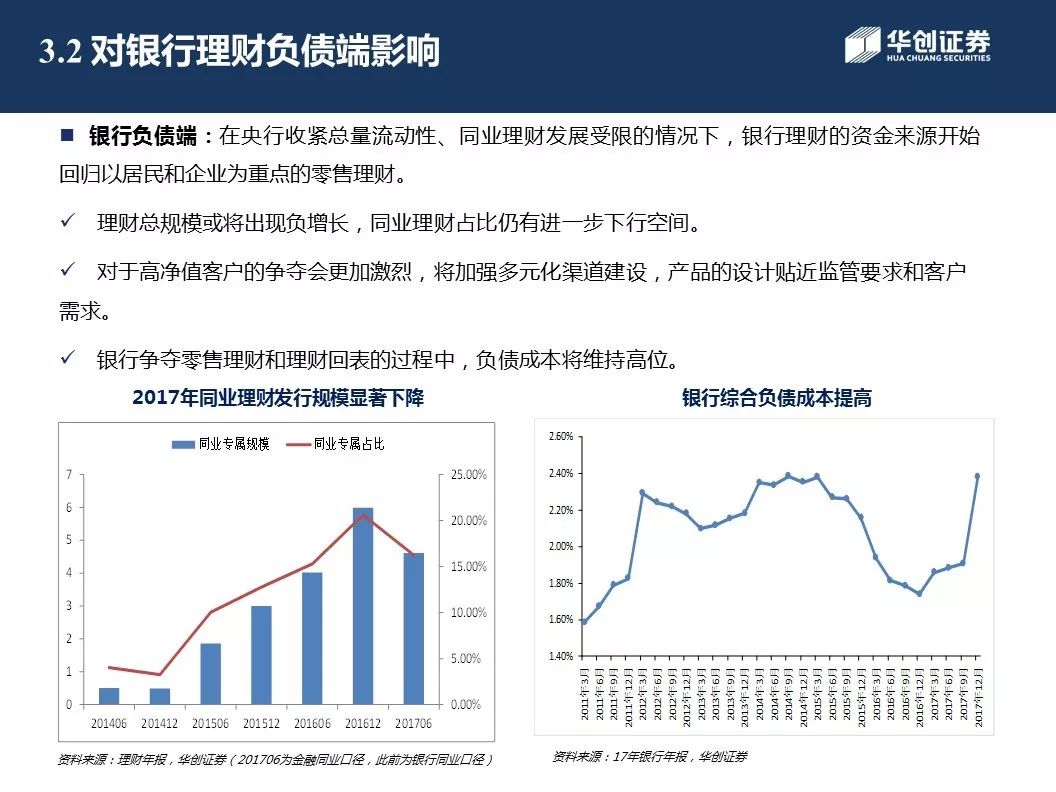 3.2 对银行理财负债端影响
华创证券
HUA CHUANG SECURITIES
■ 银行负债端：在央行收紧总量流动性、同业理财发展受限的情况下，银行理财的资金来源开始
回归以居民和企业为重点的零售理财。
✓ 理财总规模或将出现负增长，同业理财占比仍有进一步下行空间。
✓ 对于高净值客户的争夺会更加激烈，将加强多元化渠道建设，产品的设计贴近监管要求和客户
需求。
✓ 银行争夺零售理财和理财回表的过程中，负债成本将维持高位。
2017年同业理财发行规模显著下降
同业专属规模 同业专属占比
7 25.00%
6 20.00%
5 15.00%
4
3 10.00%
2 5.00%
1
0 0.00%
201406 201412 201506 201512 201606 201612 201706
资料来源：理财年报，华创证券（201706为金融同业口径，此前为银行同业口径）
银行综合负债成本提高
2.60%
2.40%
2.20%
2.00%
1.80%
1.60%
1.40%
2011年3月
2011年6月
2011年9月
2011年12月
2012年3月
2012年6月
2012年9月
2012年12月
2013年3月
2013年6月
2013年9月
2013年12月
2014年3月
2014年6月
2014年9月
2014年12月
2015年3月
2015年6月
2015年9月
2015年12月
2016年3月
2016年6月
2016年9月
2016年12月
2017年3月
2017年6月
2017年9月
2017年12月
资料来源：17年银行年报，华创证券